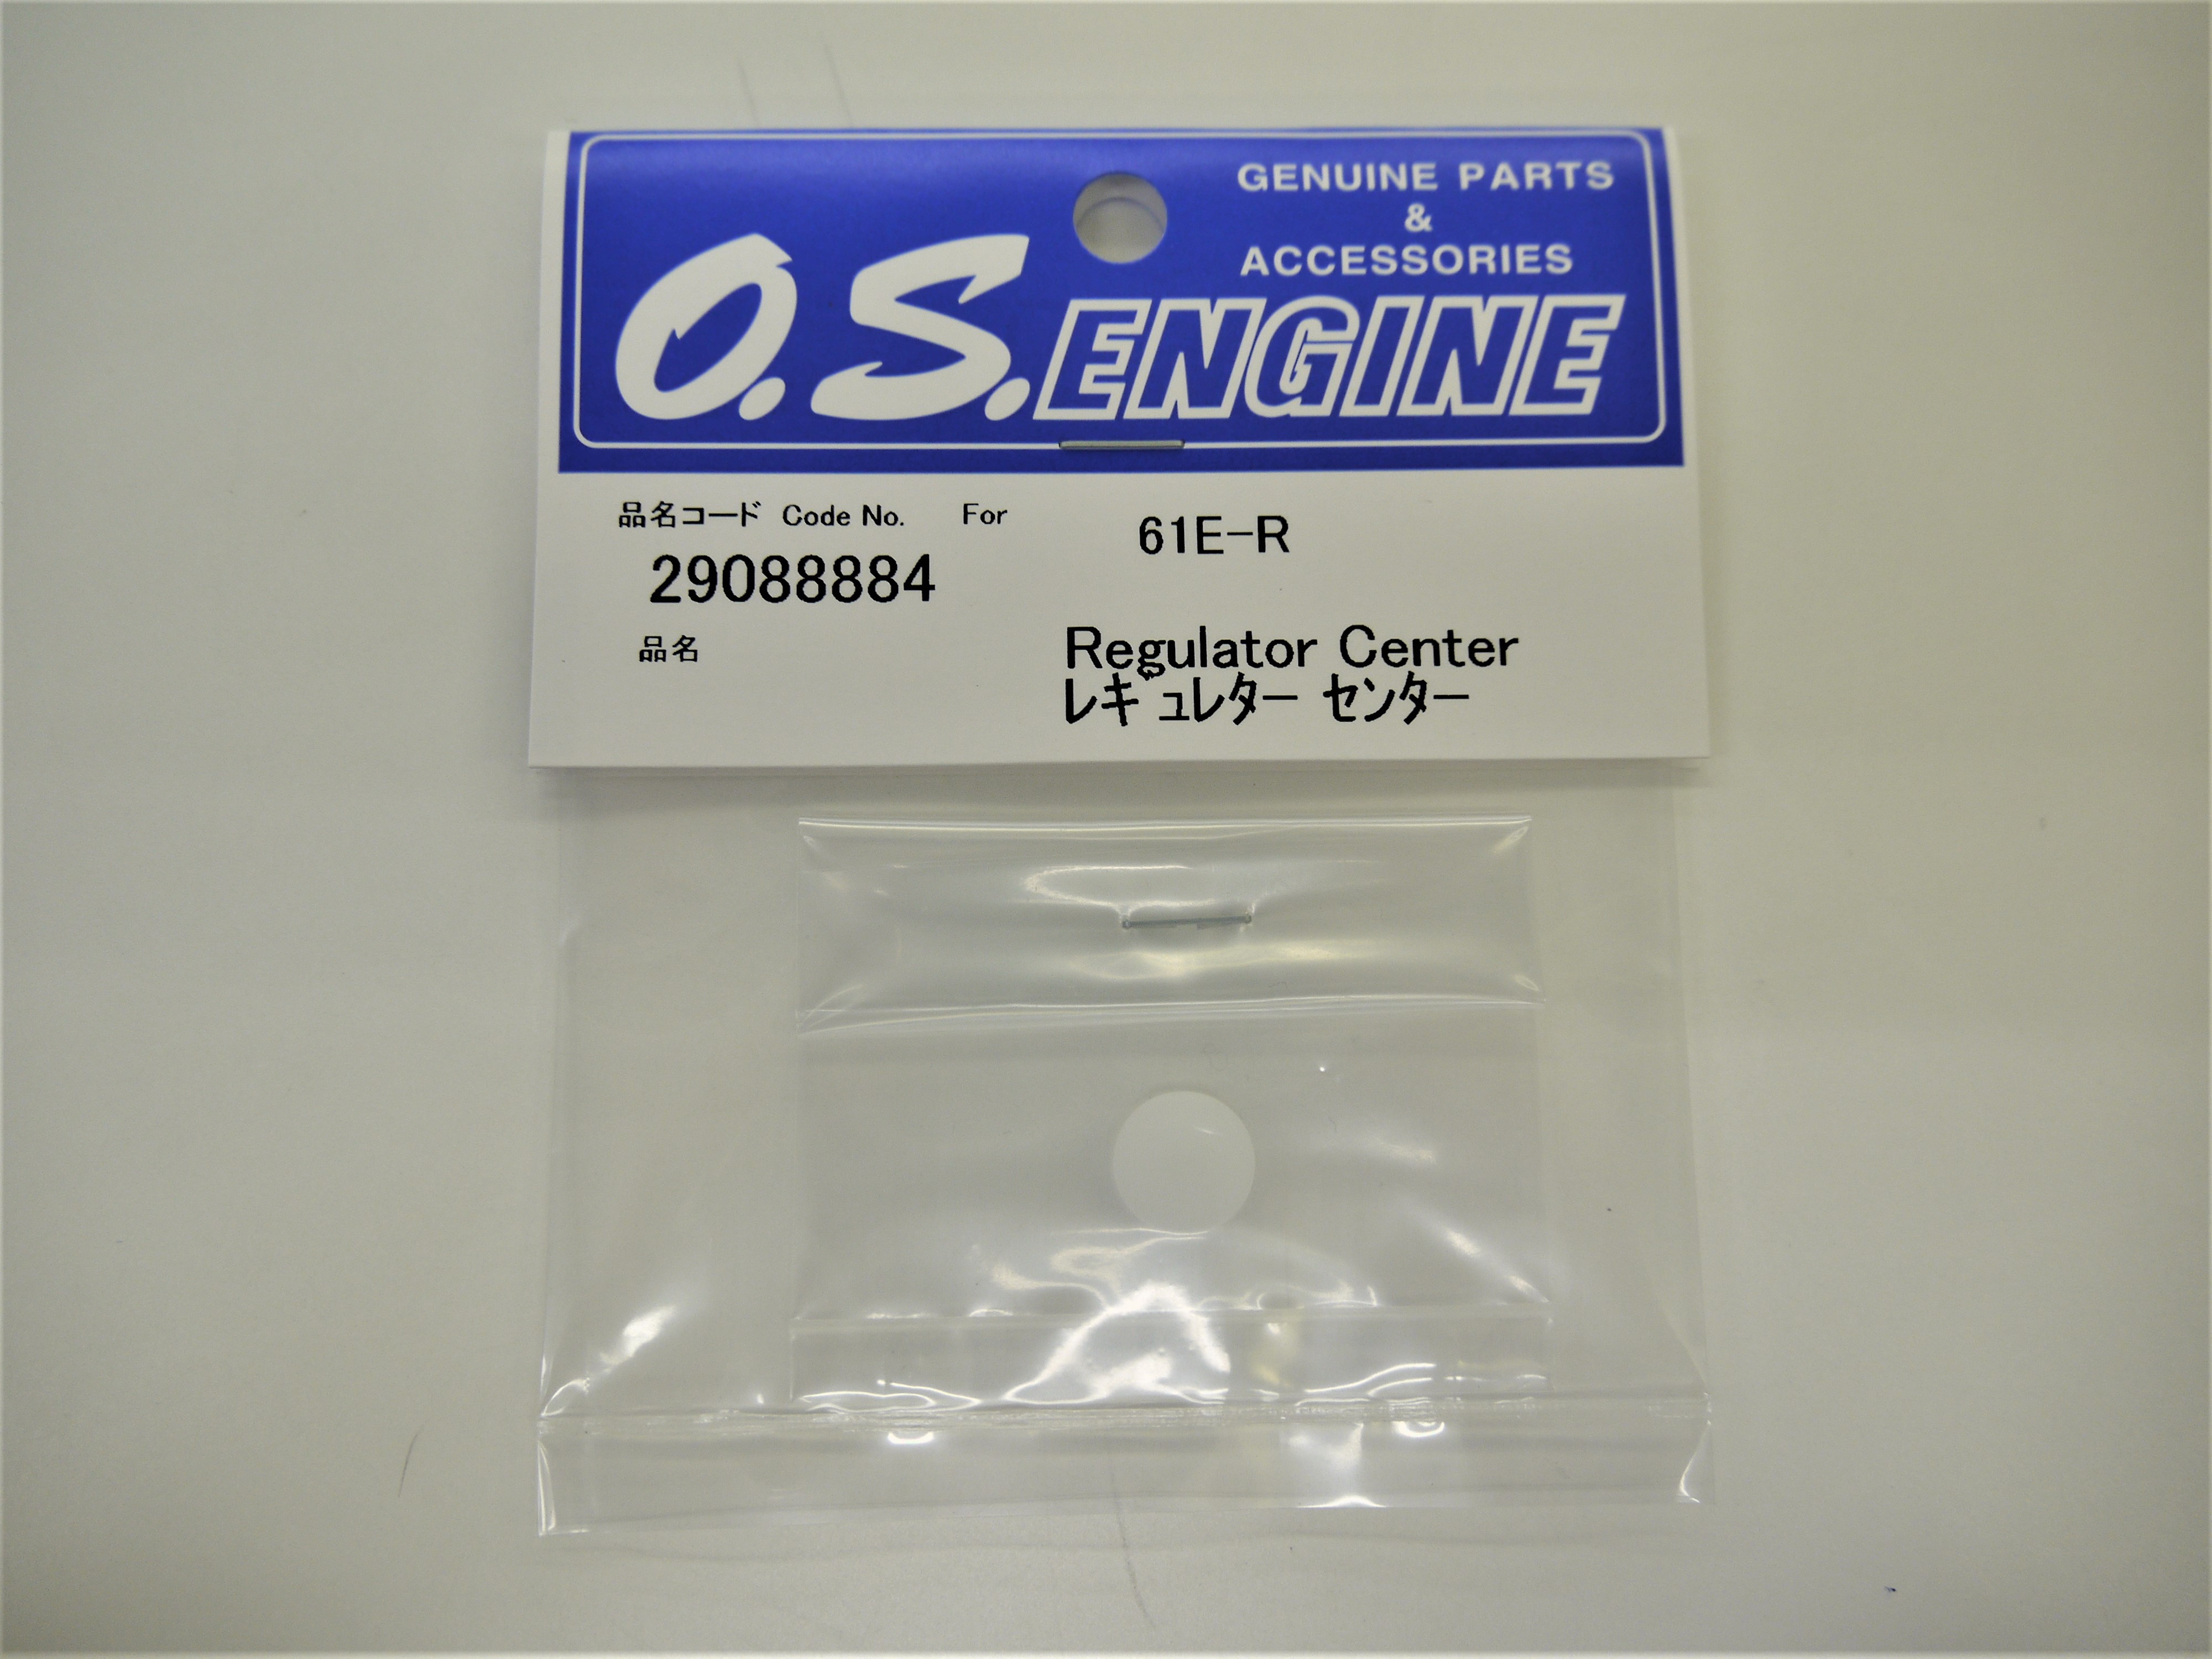 GENUINE PARTS
&
ACCESSORIES
O.S.ENGINE
品名コード Code No. For 61E-R
29088884
品名 Regulator Center
ﾚｷﾞｭﾚﾀｰ ｾﾝﾀｰ